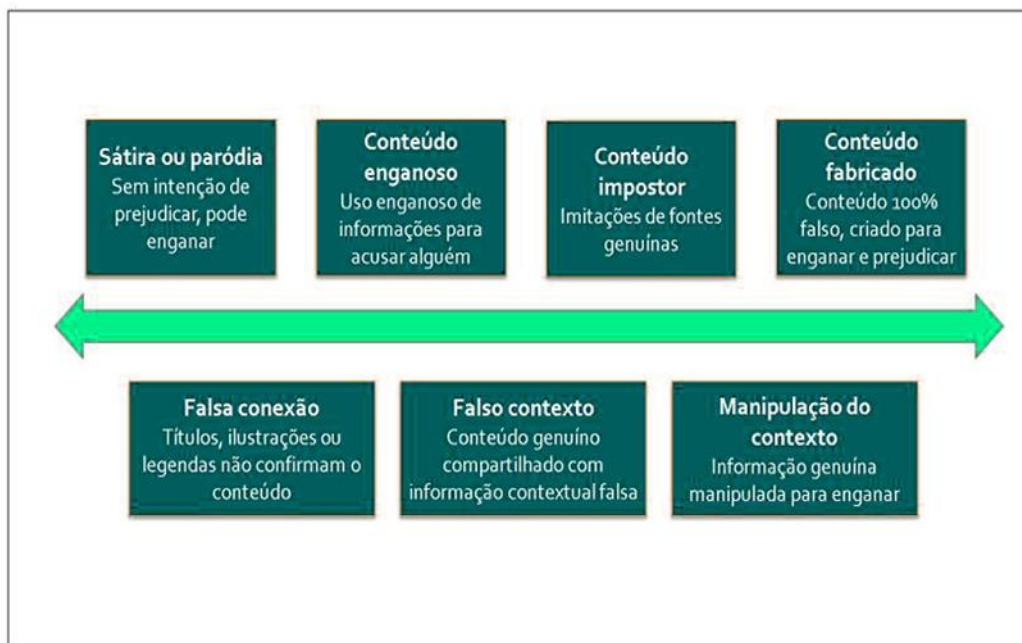 Sátira ou paródia
Sem intenção de
prejudicar, pode
enganar
Conteúdo
enganoso
Uso enganoso de
informações para
acusar alguém
Conteúdo
impostor
Imitações de fontes
genuínas
Conteúdo
fabricado
Conteúdo 100%
falso, criado para
enganar e prejudicar
Falsa conexão
Títulos, ilustrações ou
legendas não confirmam o
conteúdo
Falso contexto
Conteúdo genuíno
compartilhado com
informação contextual falsa
Manipulação do
contexto
Informação genuína
manipulada para enganar